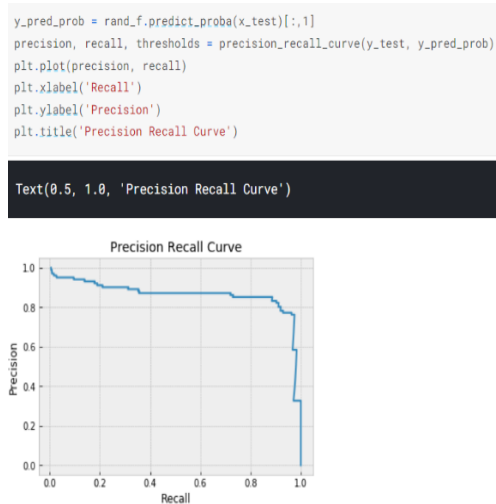 y_pred_prob = rand_f.predict_proba(x_test)[:,1]
precision, recall, thresholds = precision_recall_curve(y_test, y_pred_prob)
plt.plot(precision, recall)
plt.xlabel('Recall')
plt.ylabel('Precision')
plt.title('Precision Recall Curve')
Text(0.5, 1.0, 'Precision Recall Curve')
Precision Recall Curve
1.0
0.8
0.6
0.4
0.2
0.0
Precision
0.0 0.2 0.4 0.6 0.8 1.0
Recall